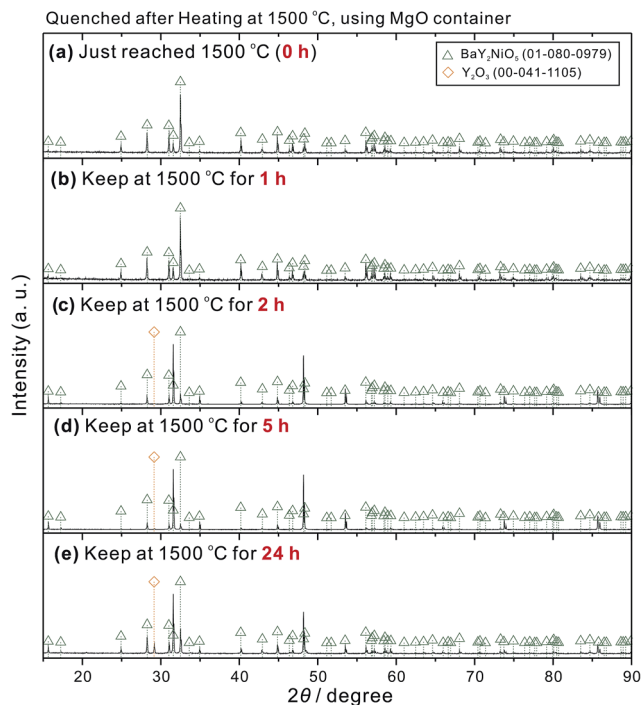 Quenched after Heating at 1500 °C, using MgO container
(a) Just reached 1500 °C (0 h)
BaY₂NiO₅ (01-080-0979)
Y₂O₃ (00-041-1105)
(b) Keep at 1500 °C for 1 h
(c) Keep at 1500 °C for 2 h
(d) Keep at 1500 °C for 5 h
(e) Keep at 1500 °C for 24 h
Intensity (a. u.)
20 30 40 50 60 70 80 90
2θ / degree